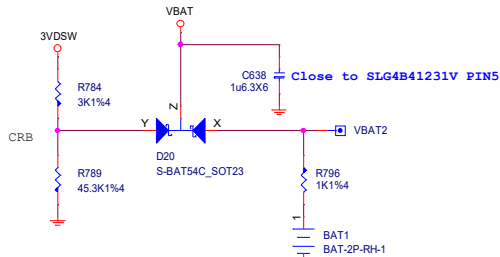 VBAT
3VDSW
C638
1u6.3X6
Close to SLG4B41231V PIN5
R784
3K1%4
CRB
Y
Z
X
VBAT2
D20
S-BAT54C_SOT23
R789
45.3K1%4
R796
1K1%4
1
BAT1
BAT-2P-RH-1